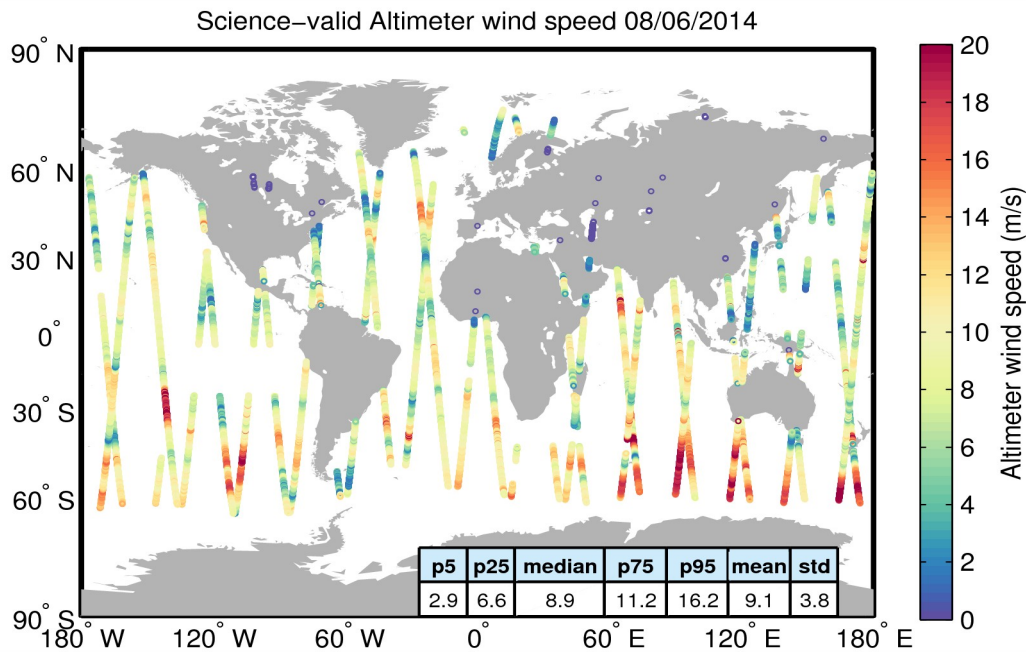 Science−valid Altimeter wind speed 08/06/2014
90° N
60° N
30° N
0°
30° S
60° S
90° S
180° W
120° W
60° W
0°
60° E
120° E
180° E
p5 p25 median p75 p95 mean std
2.9 6.6 8.9 11.2 16.2 9.1 3.8
20
18
16
14
12
10
8
6
4
2
0
Altimeter wind speed (m/s)